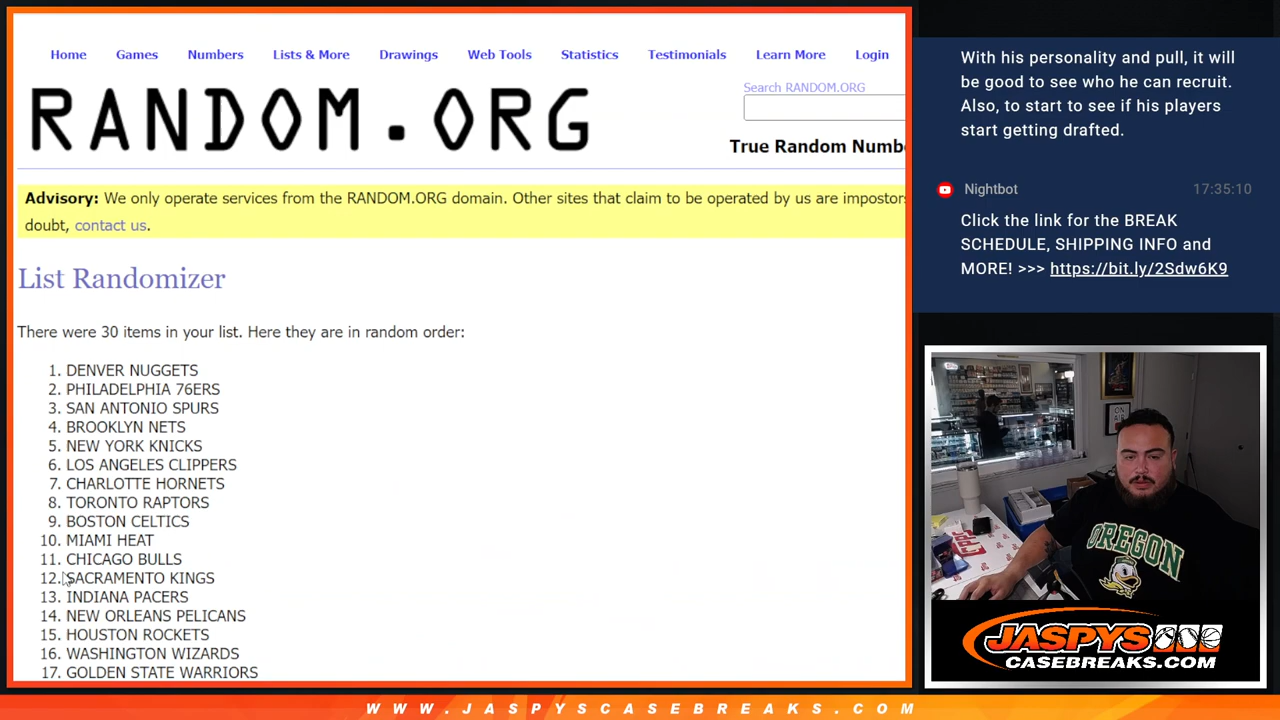 Home Games Numbers Lists & More Drawings Web Tools Statistics Testimonials Learn More Login
RANDOM.ORG
Search RANDOM.ORG
True Random Numb
Advisory: We only operate services from the RANDOM.ORG domain. Other sites that claim to be operated by us are impostors
doubt, contact us.
List Randomizer
There were 30 items in your list. Here they are in random order:
1. DENVER NUGGETS
2. PHILADELPHIA 76ERS
3. SAN ANTONIO SPURS
4. BROOKLYN NETS
5. NEW YORK KNICKS
6. LOS ANGELES CLIPPERS
7. CHARLOTTE HORNETS
8. TORONTO RAPTORS
9. BOSTON CELTICS
10. MIAMI HEAT
11. CHICAGO BULLS
12. SACRAMENTO KINGS
13. INDIANA PACERS
14. NEW ORLEANS PELICANS
15. HOUSTON ROCKETS
16. WASHINGTON WIZARDS
17. GOLDEN STATE WARRIORS
With his personality and pull, it will
be good to see who he can recruit.
Also, to start to see if his players
start getting drafted.
Nightbot 17:35:10
Click the link for the BREAK
SCHEDULE, SHIPPING INFO and
MORE! >>> https://bit.ly/2Sdw6K9
ON
AIR
OREGON
JASPYS
CASEBREAKS.COM
WWW.JASPYSCASEBREAKS.COM